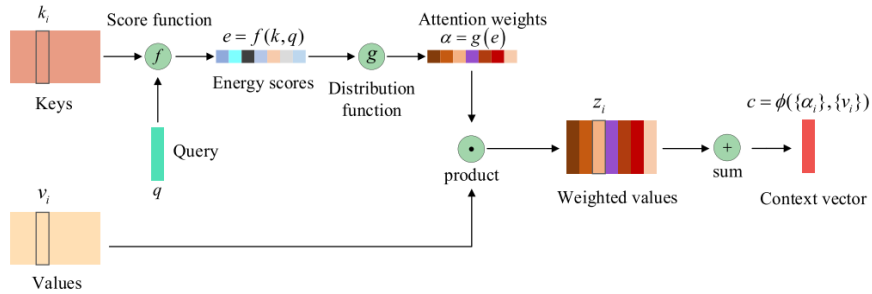 k_i
Score function
e = f(k,q)
Attention weights
α = g(e)
f
g
Keys
Energy scores
Distribution
function
Query
q
z_i
c = ϕ({α_i},{v_i})
•
product
+
sum
v_i
Weighted values
Context vector
Values